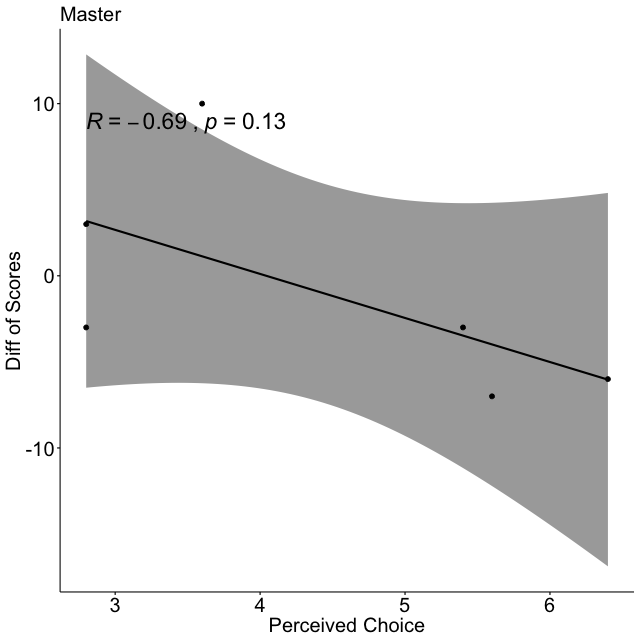 Master
R = −0.69 , p = 0.13
10
0
-10
Diff of Scores
3 4 5 6
Perceived Choice